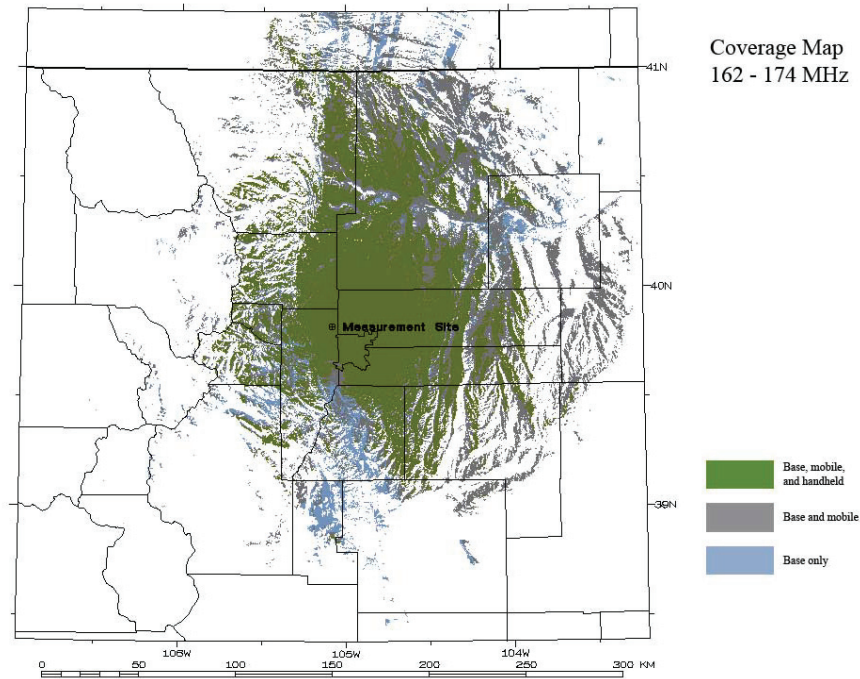 Coverage Map
162 - 174 MHz
41N
40N
Measurement Site
39N
Base, mobile,
and handheld
Base and mobile
Base only
106W 105W 104W
0 50 100 150 200 250 300 KM